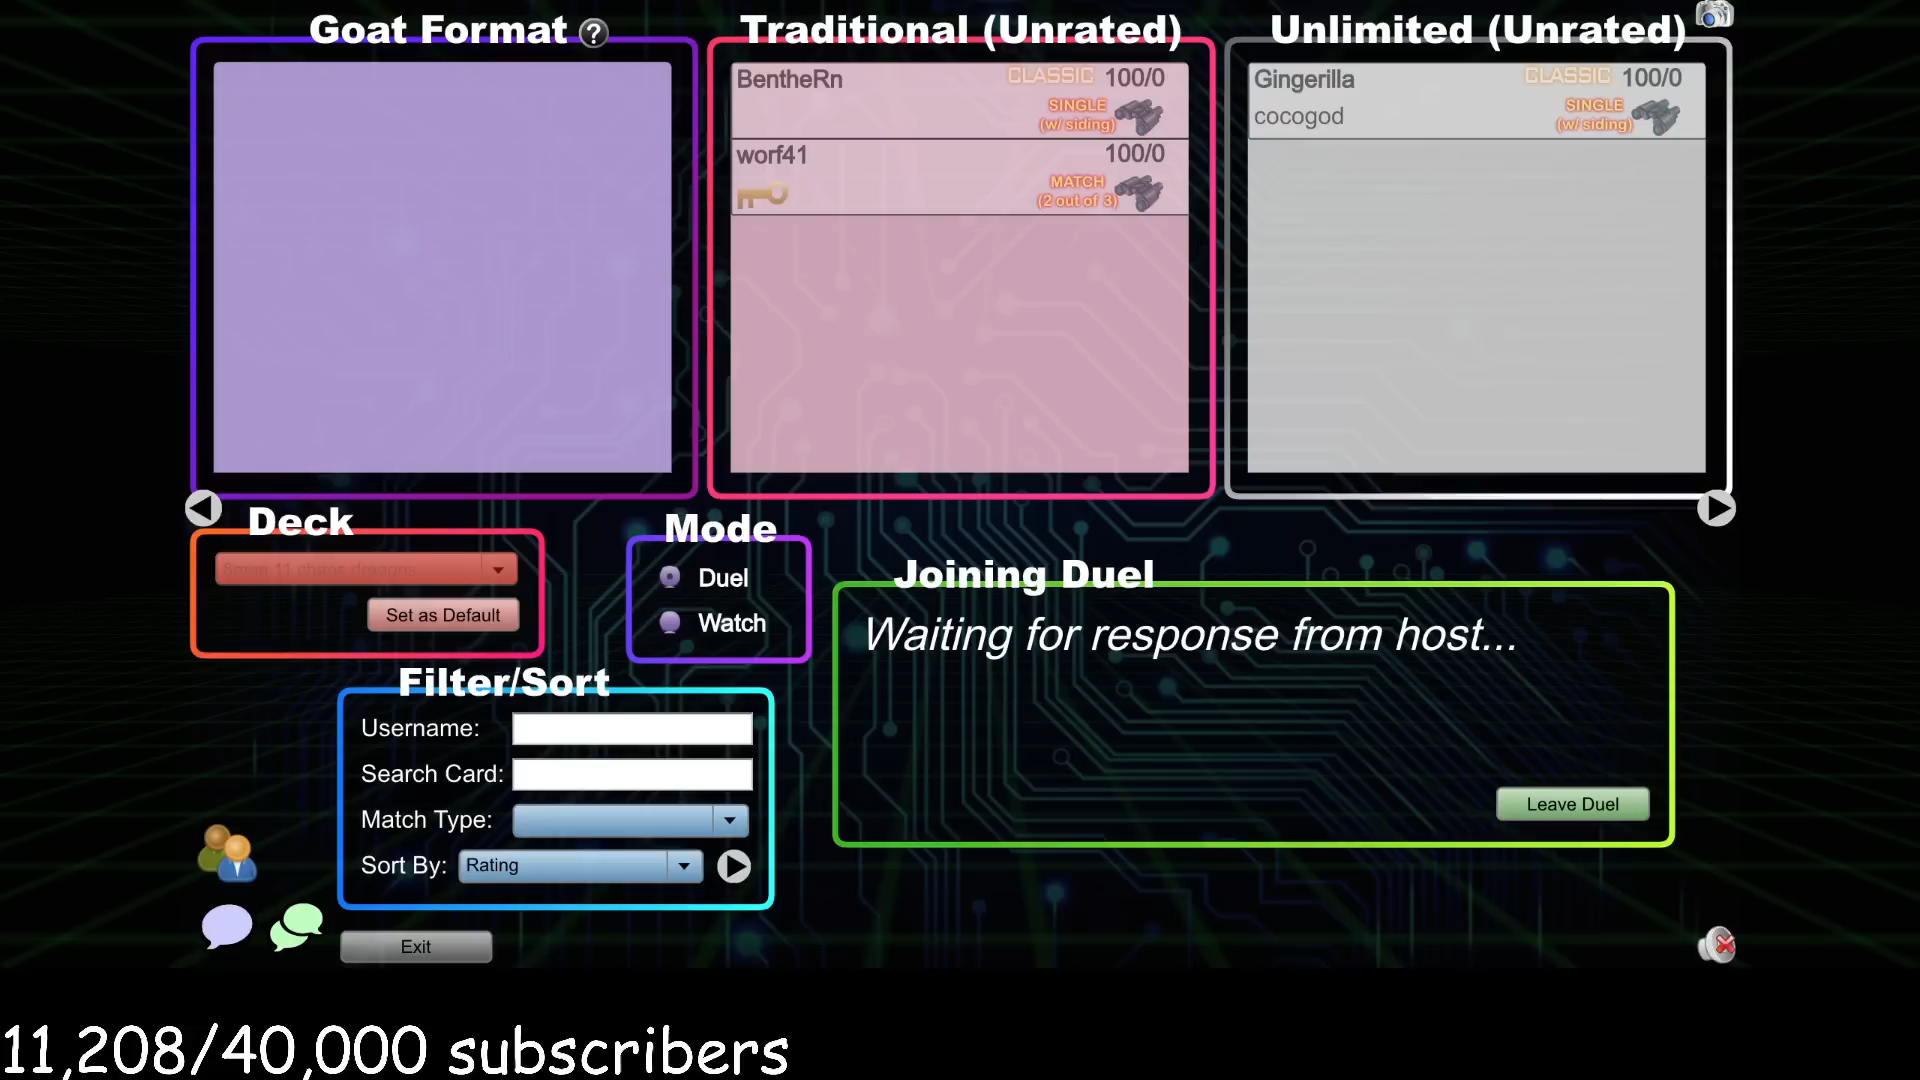 Goat Format ?
Traditional (Unrated)
Unlimited (Unrated)
BentheRn CLASSIC 100/0
SINGLE
(w/ siding)
worf41 100/0
MATCH
(2 out of 3)
Gingerilla CLASSIC 100/0
cocogod SINGLE
(w/ siding)
Deck
11 chaos dragons
Set as Default
Mode
Duel
Watch
Joining Duel
Waiting for response from host...
Leave Duel
Filter/Sort
Username:
Search Card:
Match Type:
Sort By: Rating
Exit
11,208/40,000 subscribers